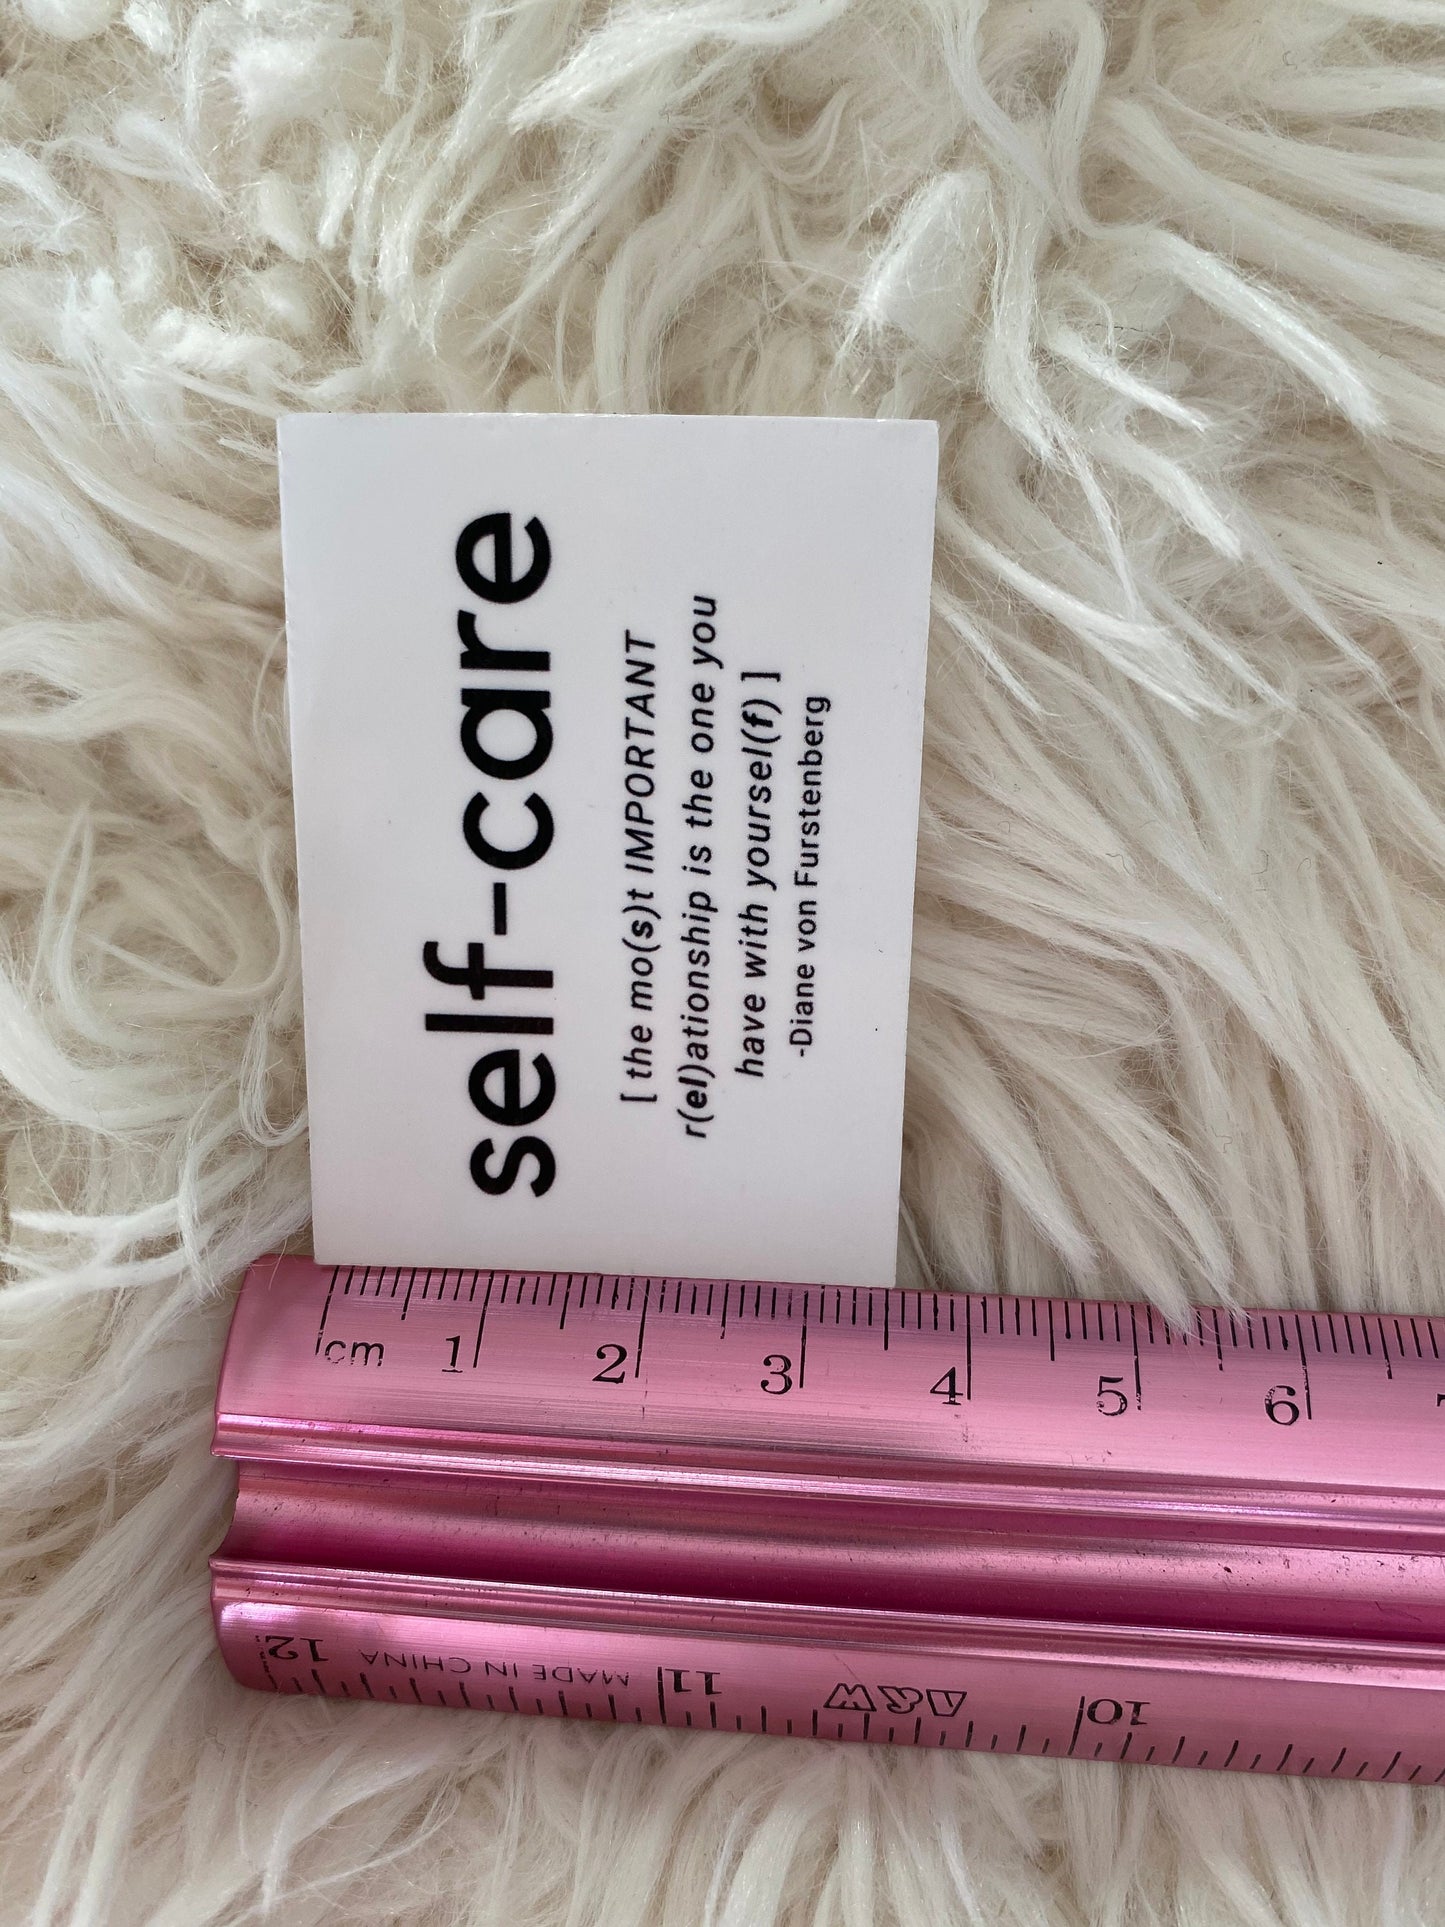 self-care
[ the mo(s)t IMPORTANT
r(el)ationship is the one you
have with yoursel(f) ]
-Diane von Furstenberg
cm 1 2 3 4 5 6
12 MADE IN CHINA 11 A&W 10